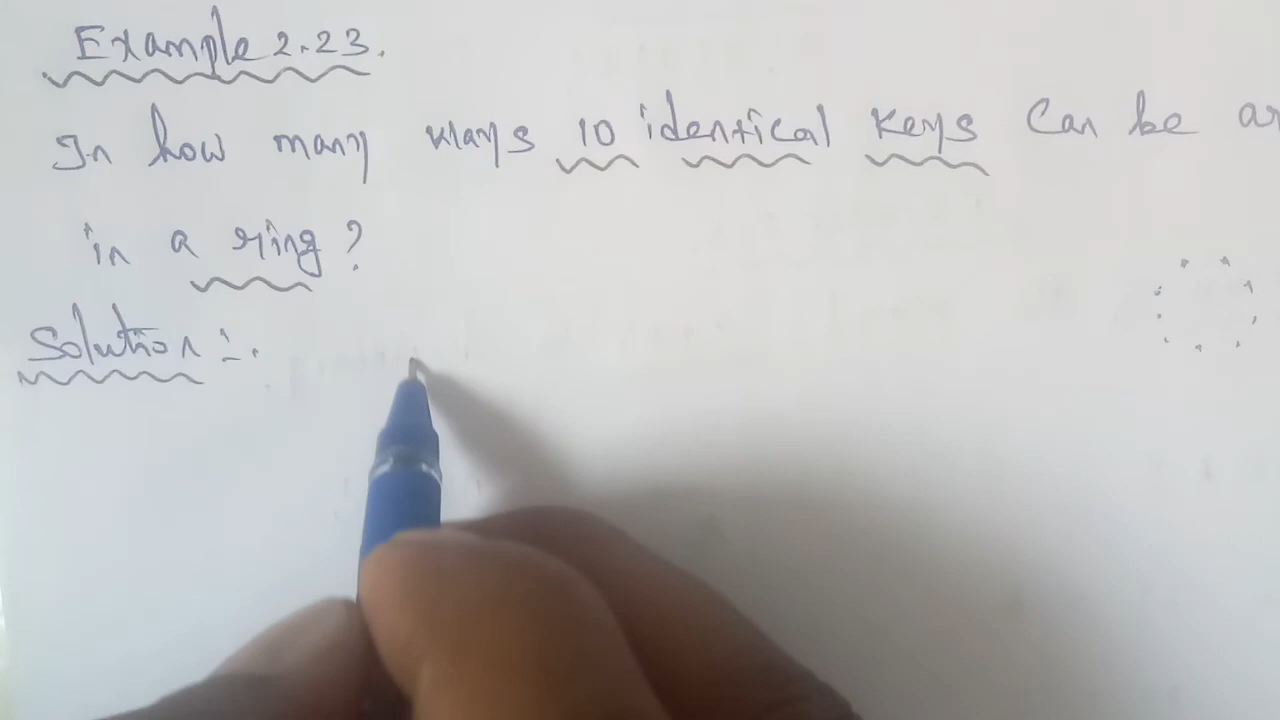 Example 2.23.
In how many ways 10 identical keys can be ar
in a ring?
Solution :-.